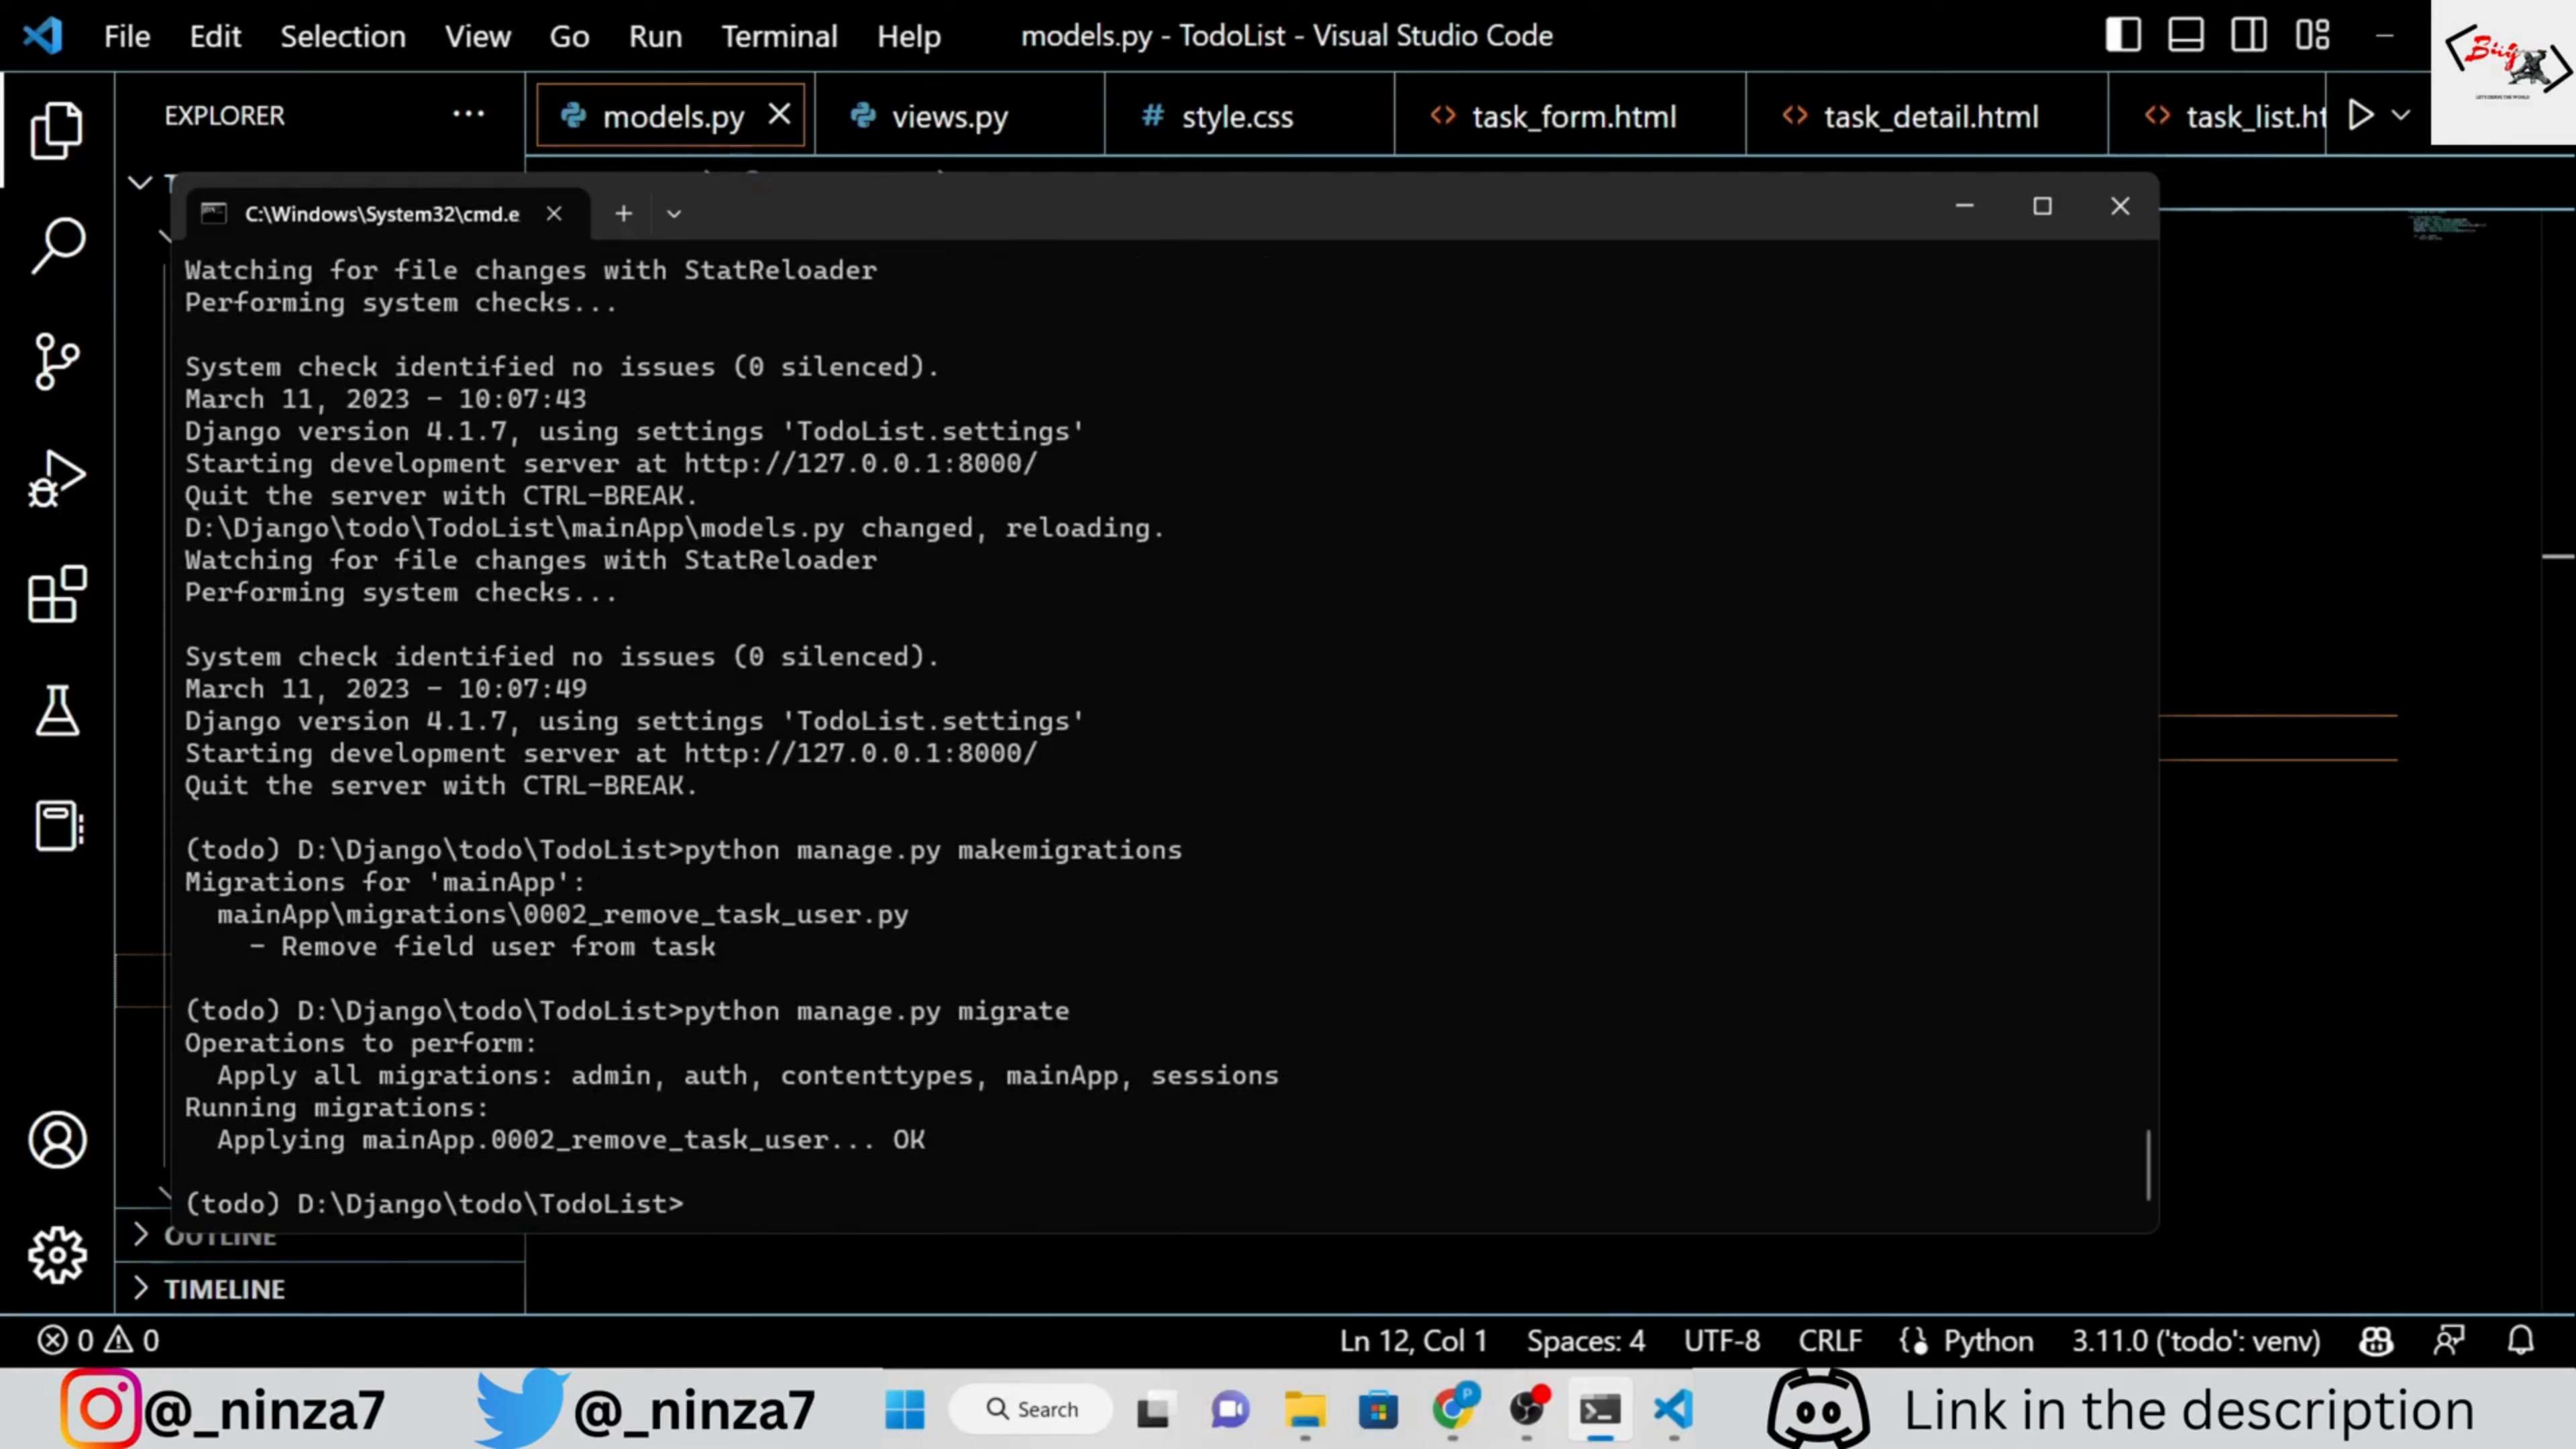 File Edit Selection View Go Run Terminal Help models.py - TodoList - Visual Studio Code
Bug
EXPLORER ... models.py views.py style.css task_form.html task_detail.html task_list.ht
C:\Windows\System32\cmd.e
Watching for file changes with StatReloader
Performing system checks...
System check identified no issues (0 silenced).
March 11, 2023 - 10:07:43
Django version 4.1.7, using settings 'TodoList.settings'
Starting development server at http://127.0.0.1:8000/
Quit the server with CTRL-BREAK.
D:\Django\todo\TodoList\mainApp\models.py changed, reloading.
Watching for file changes with StatReloader
Performing system checks...
System check identified no issues (0 silenced).
March 11, 2023 - 10:07:49
Django version 4.1.7, using settings 'TodoList.settings'
Starting development server at http://127.0.0.1:8000/
Quit the server with CTRL-BREAK.
(todo) D:\Django\todo\TodoList>python manage.py makemigrations
Migrations for 'mainApp':
mainApp\migrations\0002_remove_task_user.py
- Remove field user from task
(todo) D:\Django\todo\TodoList>python manage.py migrate
Operations to perform:
Apply all migrations: admin, auth, contenttypes, mainApp, sessions
Running migrations:
Applying mainApp.0002_remove_task_user... OK
(todo) D:\Django\todo\TodoList>
OUTLINE
TIMELINE
0 0 Ln 12, Col 1 Spaces: 4 UTF-8 CRLF Python 3.11.0 ('todo': venv)
@_ninza7 @_ninza7 Search Link in the description